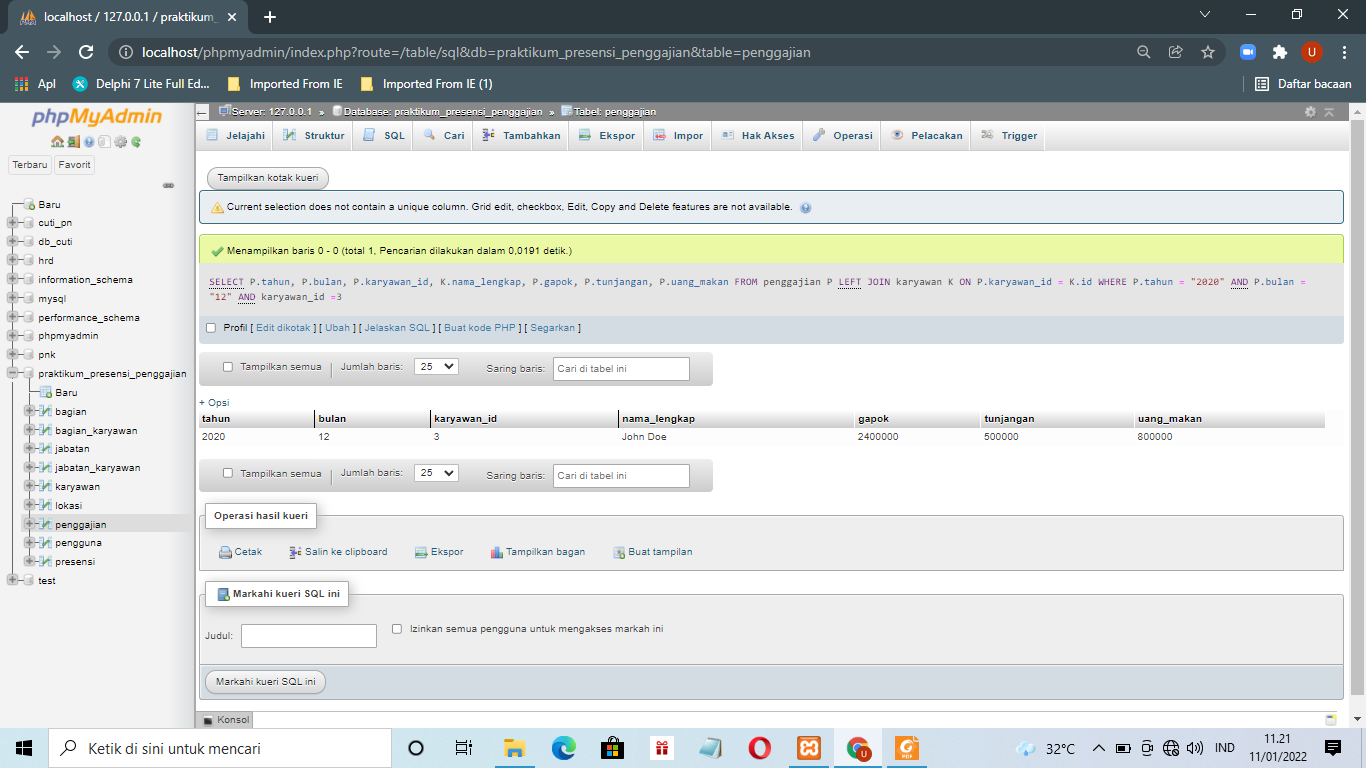 localhost / 127.0.0.1 / praktikum_
localhost/phpmyadmin/index.php?route=/table/sql&db=praktikum_presensi_penggajian&table=penggajian
U
Apl
Delphi 7 Lite Full Ed...
Imported From IE
Imported From IE (1)
Daftar bacaan
phpMyAdmin
Terbaru
Favorit
Baru
cuti_pn
db_cuti
hrd
information_schema
mysql
performance_schema
phpmyadmin
pnk
praktikum_presensi_penggajian
Baru
bagian
bagian_karyawan
jabatan
jabatan_karyawan
karyawan
lokasi
penggajian
pengguna
presensi
test
Server: 127.0.0.1 » Database: praktikum_presensi_penggajian » Tabel: penggajian
Jelajahi Struktur SQL Cari Tambahkan Ekspor Impor Hak Akses Operasi Pelacakan Trigger
Tampilkan kotak kueri
Current selection does not contain a unique column. Grid edit, checkbox, Edit, Copy and Delete features are not available.
Menampilkan baris 0 - 0 (total 1, Pencarian dilakukan dalam 0,0191 detik.)
SELECT P.tahun, P.bulan, P.karyawan_id, K.nama_lengkap, P.gapok, P.tunjangan, P.uang_makan FROM penggajian P LEFT JOIN karyawan K ON P.karyawan_id = K.id WHERE P.tahun = "2020" AND P.bulan =
"12" AND karyawan_id =3
Profil [ Edit dikotak ] [ Ubah ] [ Jelaskan SQL ] [ Buat kode PHP ] [ Segarkan ]
Tampilkan semua Jumlah baris: 25 Saring baris: Cari di tabel ini
+ Opsi
tahun bulan karyawan_id nama_lengkap gapok tunjangan uang_makan
2020 12 3 John Doe 2400000 500000 800000
Tampilkan semua Jumlah baris: 25 Saring baris: Cari di tabel ini
Operasi hasil kueri
Cetak Salin ke clipboard Ekspor Tampilkan bagan Buat tampilan
Markahi kueri SQL ini
Judul: Izinkan semua pengguna untuk mengakses markah ini
Markahi kueri SQL ini
Konsol
Ketik di sini untuk mencari
32°C
IND
11.21
11/01/2022